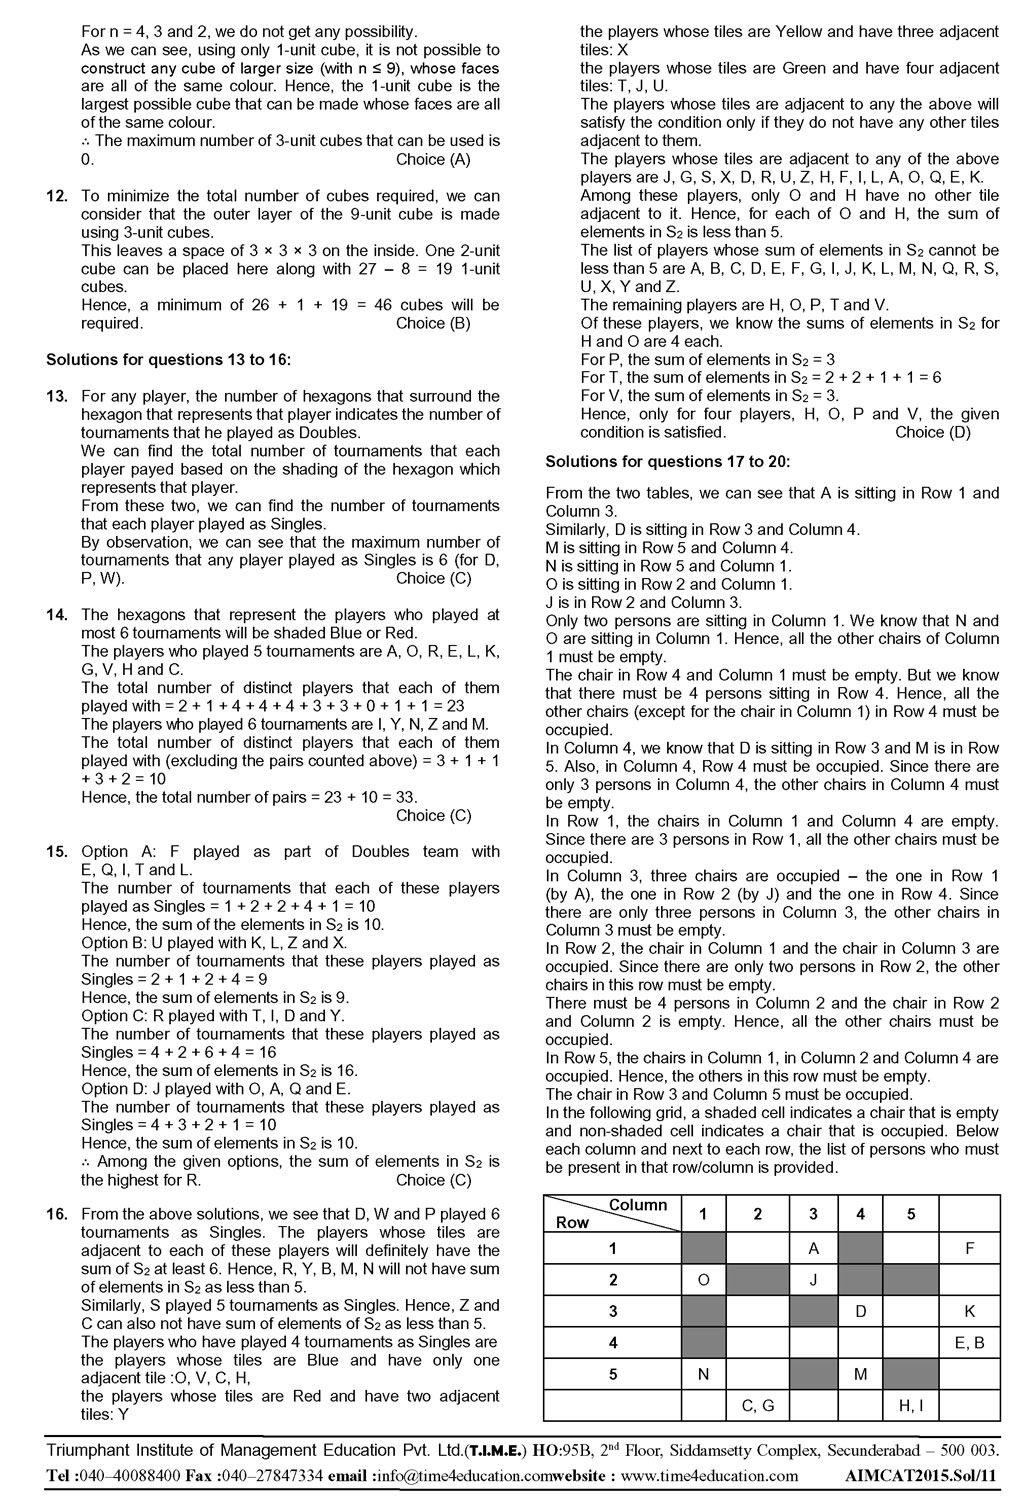 For n = 4, 3 and 2, we do not get any possibility.
As we can see, using only 1-unit cube, it is not possible to
construct any cube of larger size (with n ≤ 9), whose faces
are all of the same colour. Hence, the 1-unit cube is the
largest possible cube that can be made whose faces are all
of the same colour.
∴ The maximum number of 3-unit cubes that can be used is
0. Choice (A)
12. To minimize the total number of cubes required, we can
consider that the outer layer of the 9-unit cube is made
using 3-unit cubes.
This leaves a space of 3 × 3 × 3 on the inside. One 2-unit
cube can be placed here along with 27 – 8 = 19 1-unit
cubes.
Hence, a minimum of 26 + 1 + 19 = 46 cubes will be
required. Choice (B)
Solutions for questions 13 to 16:
13. For any player, the number of hexagons that surround the
hexagon that represents that player indicates the number of
tournaments that he played as Doubles.
We can find the total number of tournaments that each
player payed based on the shading of the hexagon which
represents that player.
From these two, we can find the number of tournaments
that each player played as Singles.
By observation, we can see that the maximum number of
tournaments that any player played as Singles is 6 (for D,
P, W). Choice (C)
14. The hexagons that represent the players who played at
most 6 tournaments will be shaded Blue or Red.
The players who played 5 tournaments are A, O, R, E, L, K,
G, V, H and C.
The total number of distinct players that each of them
played with = 2 + 1 + 4 + 4 + 4 + 3 + 3 + 0 + 1 + 1 = 23
The players who played 6 tournaments are I, Y, N, Z and M.
The total number of distinct players that each of them
played with (excluding the pairs counted above) = 3 + 1 + 1
+ 3 + 2 = 10
Hence, the total number of pairs = 23 + 10 = 33.
Choice (C)
15. Option A: F played as part of Doubles team with
E, Q, I, T and L.
The number of tournaments that each of these players
played as Singles = 1 + 2 + 2 + 4 + 1 = 10
Hence, the sum of the elements in S2 is 10.
Option B: U played with K, L, Z and X.
The number of tournaments that these players played as
Singles = 2 + 1 + 2 + 4 = 9
Hence, the sum of elements in S2 is 9.
Option C: R played with T, I, D and Y.
The number of tournaments that these players played as
Singles = 4 + 2 + 6 + 4 = 16
Hence, the sum of elements in S2 is 16.
Option D: J played with O, A, Q and E.
The number of tournaments that these players played as
Singles = 4 + 3 + 2 + 1 = 10
Hence, the sum of elements in S2 is 10.
∴ Among the given options, the sum of elements in S2 is
the highest for R. Choice (C)
16. From the above solutions, we see that D, W and P played 6
tournaments as Singles. The players whose tiles are
adjacent to each of these players will definitely have the
sum of S2 at least 6. Hence, R, Y, B, M, N will not have sum
of elements in S2 as less than 5.
Similarly, S played 5 tournaments as Singles. Hence, Z and
C can also not have sum of elements of S2 as less than 5.
The players who have played 4 tournaments as Singles are
the players whose tiles are Blue and have only one
adjacent tile :O, V, C, H,
the players whose tiles are Red and have two adjacent
tiles: Y
the players whose tiles are Yellow and have three adjacent
tiles: X
the players whose tiles are Green and have four adjacent
tiles: T, J, U.
The players whose tiles are adjacent to any the above will
satisfy the condition only if they do not have any other tiles
adjacent to them.
The players whose tiles are adjacent to any of the above
players are J, G, S, X, D, R, U, Z, H, F, I, L, A, O, Q, E, K.
Among these players, only O and H have no other tile
adjacent to it. Hence, for each of O and H, the sum of
elements in S2 is less than 5.
The list of players whose sum of elements in S2 cannot be
less than 5 are A, B, C, D, E, F, G, I, J, K, L, M, N, Q, R, S,
U, X, Y and Z.
The remaining players are H, O, P, T and V.
Of these players, we know the sums of elements in S2 for
H and O are 4 each.
For P, the sum of elements in S2 = 3
For T, the sum of elements in S2 = 2 + 2 + 1 + 1 = 6
For V, the sum of elements in S2 = 3.
Hence, only for four players, H, O, P and V, the given
condition is satisfied. Choice (D)
Solutions for questions 17 to 20:
From the two tables, we can see that A is sitting in Row 1 and
Column 3.
Similarly, D is sitting in Row 3 and Column 4.
M is sitting in Row 5 and Column 4.
N is sitting in Row 5 and Column 1.
O is sitting in Row 2 and Column 1.
J is in Row 2 and Column 3.
Only two persons are sitting in Column 1. We know that N and
O are sitting in Column 1. Hence, all the other chairs of Column
1 must be empty.
The chair in Row 4 and Column 1 must be empty. But we know
that there must be 4 persons sitting in Row 4. Hence, all the
other chairs (except for the chair in Column 1) in Row 4 must be
occupied.
In Column 4, we know that D is sitting in Row 3 and M is in Row
5. Also, in Column 4, Row 4 must be occupied. Since there are
only 3 persons in Column 4, the other chairs in Column 4 must
be empty.
In Row 1, the chairs in Column 1 and Column 4 are empty.
Since there are 3 persons in Row 1, all the other chairs must be
occupied.
In Column 3, three chairs are occupied – the one in Row 1
(by A), the one in Row 2 (by J) and the one in Row 4. Since
there are only three persons in Column 3, the other chairs in
Column 3 must be empty.
In Row 2, the chair in Column 1 and the chair in Column 3 are
occupied. Since there are only two persons in Row 2, the other
chairs in this row must be empty.
There must be 4 persons in Column 2 and the chair in Row 2
and Column 2 is empty. Hence, all the other chairs must be
occupied.
In Row 5, the chairs in Column 1, in Column 2 and Column 4 are
occupied. Hence, the others in this row must be empty.
The chair in Row 3 and Column 5 must be occupied.
In the following grid, a shaded cell indicates a chair that is empty
and non-shaded cell indicates a chair that is occupied. Below
each column and next to each row, the list of persons who must
be present in that row/column is provided.
Column
Row 1 2 3 4 5
1 A F
2 O J
3 D K
4 E, B
5 N M
C, G H, I
Triumphant Institute of Management Education Pvt. Ltd.(T.I.M.E.) HO:95B, 2nd Floor, Siddamsetty Complex, Secunderabad – 500 003.
Tel :040–40088400 Fax :040–27847334 email :info@time4education.comwebsite : www.time4education.com AIMCAT2015.Sol/11